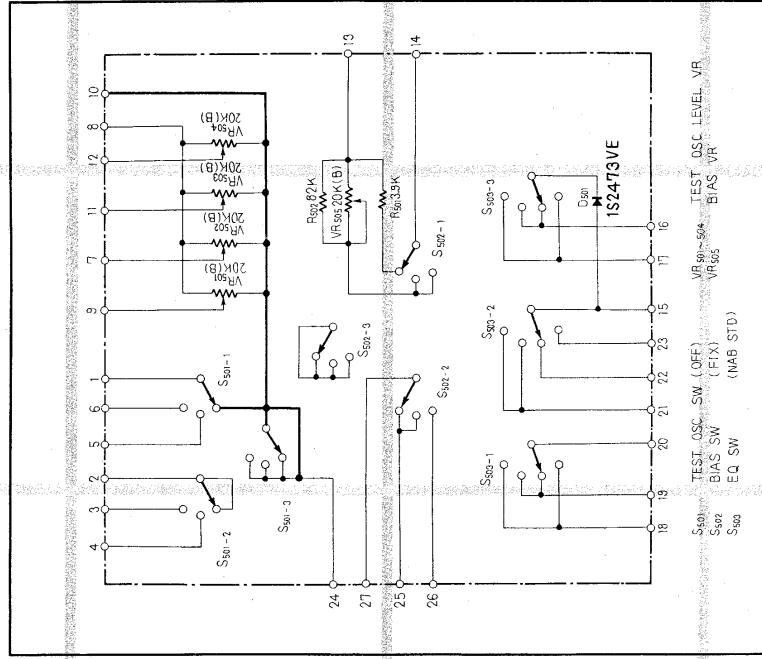 13
14
10
8
12
11
7
9
1
6
5
2
3
4
VR504
20K(B)
VR503
20K(B)
VR502
20K(B)
VR501
20K(B)
R502 82K
VR505 20K(B)
R501 3.9K
S501-1
S501-2
S501-3
S502-1
S502-2
S502-3
S503-1
S503-2
S503-3
D501
1S2473VE
16
17
15
23
22
21
20
19
18
24
27
25
26
S501 TEST OSC SW (OFF)
S502 BIAS SW (FIX)
S503 EQ SW (NAB STD)
VR501~504 TEST OSC LEVEL VR
VR505 BIAS VR